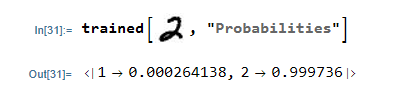 In[31]:= trained[2, "Probabilities"]
Out[31]= <|1 → 0.000264138, 2 → 0.999736|>